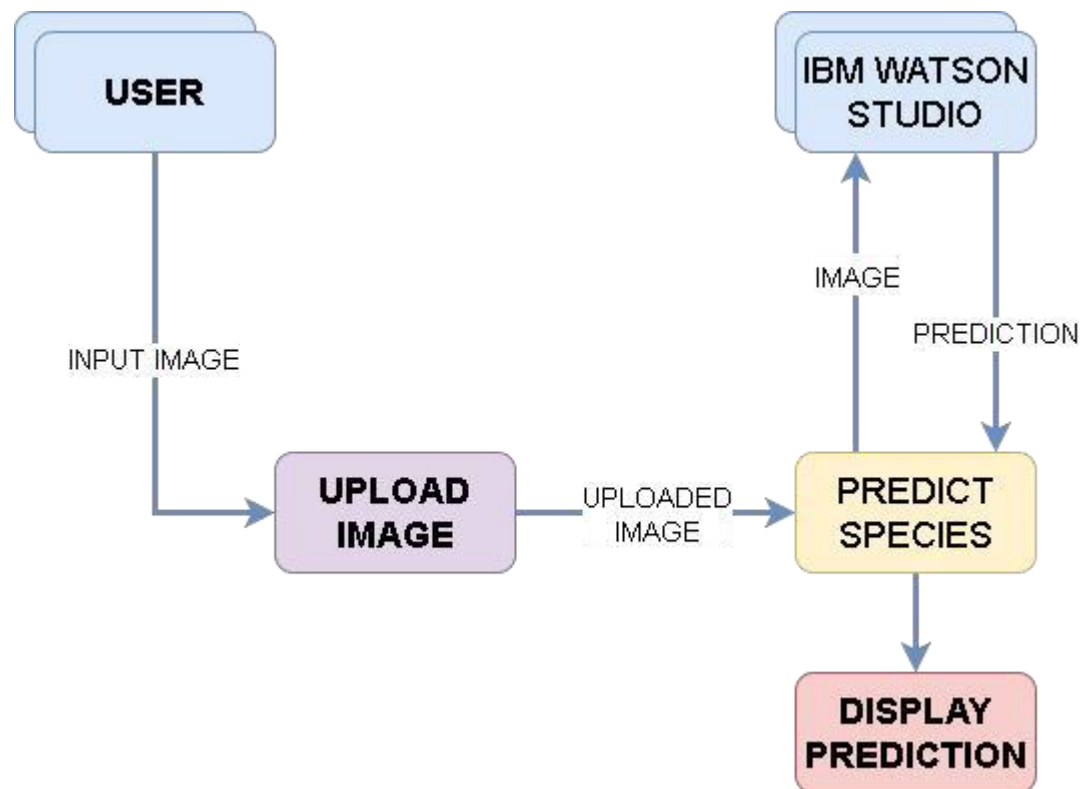 USER
IBM WATSON
STUDIO
IMAGE
PREDICTION
INPUT IMAGE
UPLOAD
IMAGE
UPLOADED
IMAGE
PREDICT
SPECIES
DISPLAY
PREDICTION